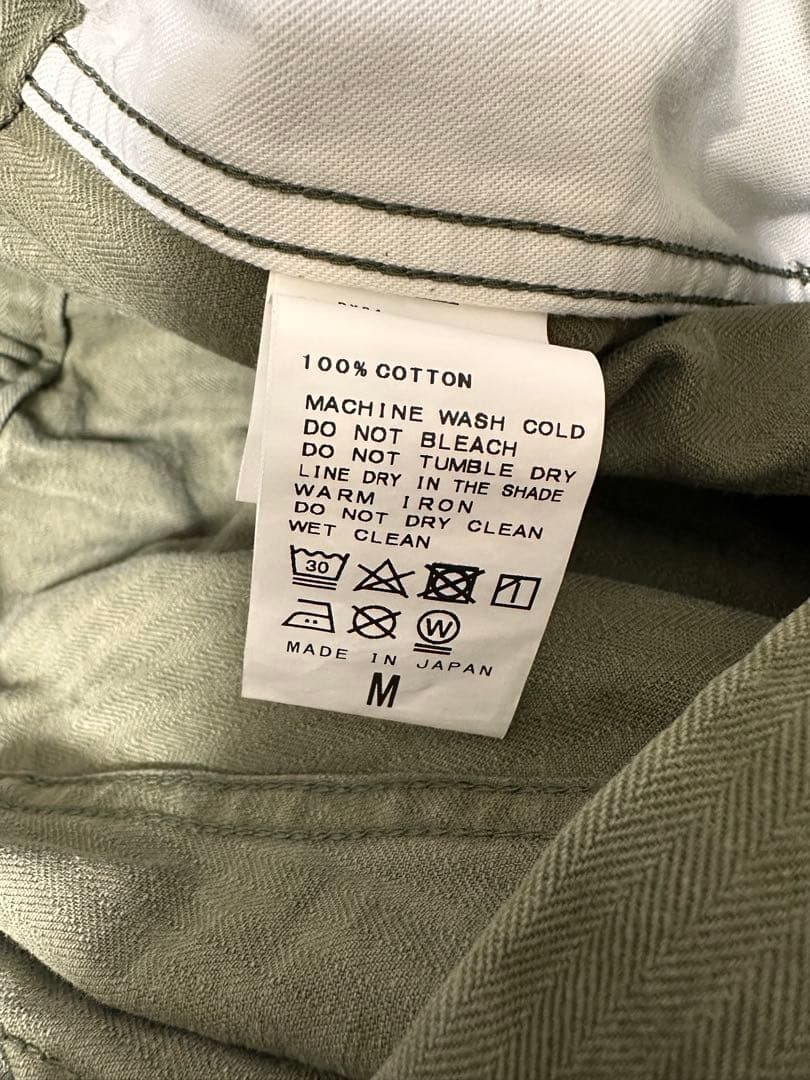 100% COTTON
MACHINE WASH COLD
DO NOT BLEACH
DO NOT TUMBLE DRY
LINE DRY IN THE SHADE
WARM IRON
DO NOT DRY CLEAN
WET CLEAN
30
W
MADE IN JAPAN
M